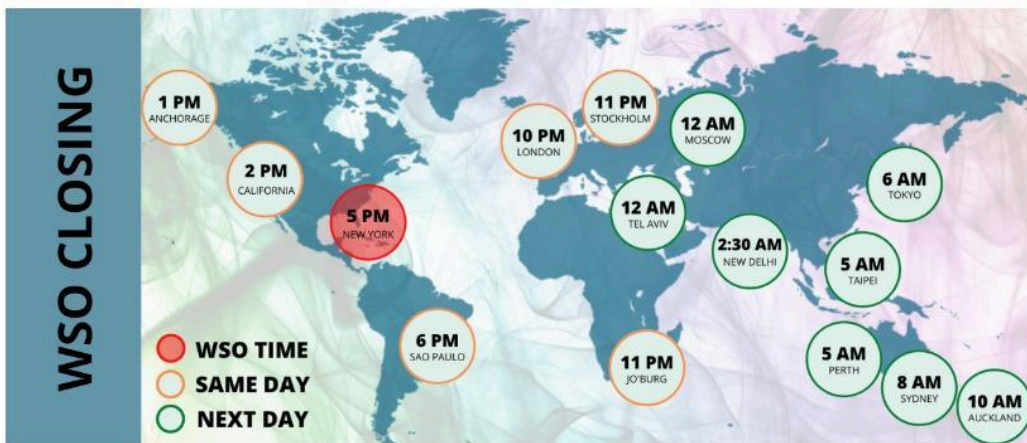 WSO CLOSING
1 PM
ANCHORAGE
2 PM
CALIFORNIA
5 PM
NEW YORK
6 PM
SAO PAULO
10 PM
LONDON
11 PM
STOCKHOLM
12 AM
MOSCOW
12 AM
TEL AVIV
2:30 AM
NEW DELHI
6 AM
TOKYO
5 AM
TAIPEI
11 PM
JO'BURG
5 AM
PERTH
8 AM
SYDNEY
10 AM
AUCKLAND
WSO TIME
SAME DAY
NEXT DAY